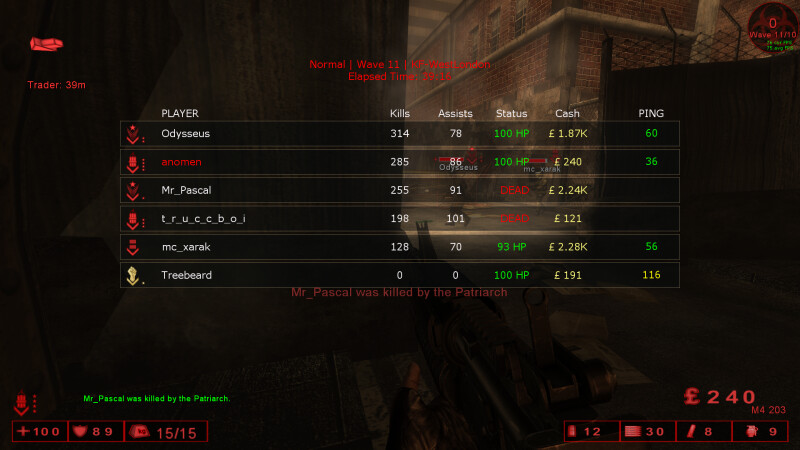 0
Wave 11/10
Trader: 39m
Normal | Wave 11 |
Elapsed Time:
PLAYER Kills Assists Status Cash PING
Odysseus 314 78 100 HP £ 1.87K 60
anomen 285 86 100 HP £ 240 36
Odysseus
mc_xarak
Mr_Pascal 255 91 DEAD £ 2.24K
t_r_u_c_c_b_o_i 198 101 DEAD £ 121
mc_xarak 128 70 93 HP £ 2.28K 56
Treebeard 0 0 100 HP £ 191 116
Mr_Pascal was killed by the Patriarch
Mr_Pascal was killed by the Patriarch.
£ 240
M4 203
100 89 15/15 12 30 8 9